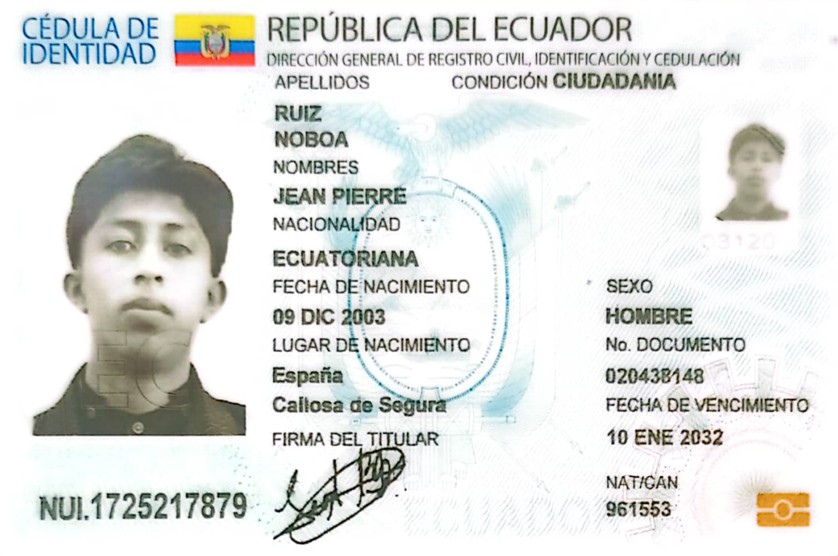 CÉDULA DE
IDENTIDAD
REPÚBLICA DEL ECUADOR
DIRECCIÓN GENERAL DE REGISTRO CIVIL, IDENTIFICACIÓN Y CEDULACIÓN
APELLIDOS
CONDICIÓN CIUDADANIA
RUIZ
NOBOA
NOMBRES
JEAN PIERRE
NACIONALIDAD
ECUATORIANA
FECHA DE NACIMIENTO
09 DIC 2003
LUGAR DE NACIMIENTO
España
Callosa de Segura
FIRMA DEL TITULAR
03120
SEXO
HOMBRE
No. DOCUMENTO
020438148
FECHA DE VENCIMIENTO
10 ENE 2032
NAT/CAN
961553
EC
NUI.1725217879
ECUADOR